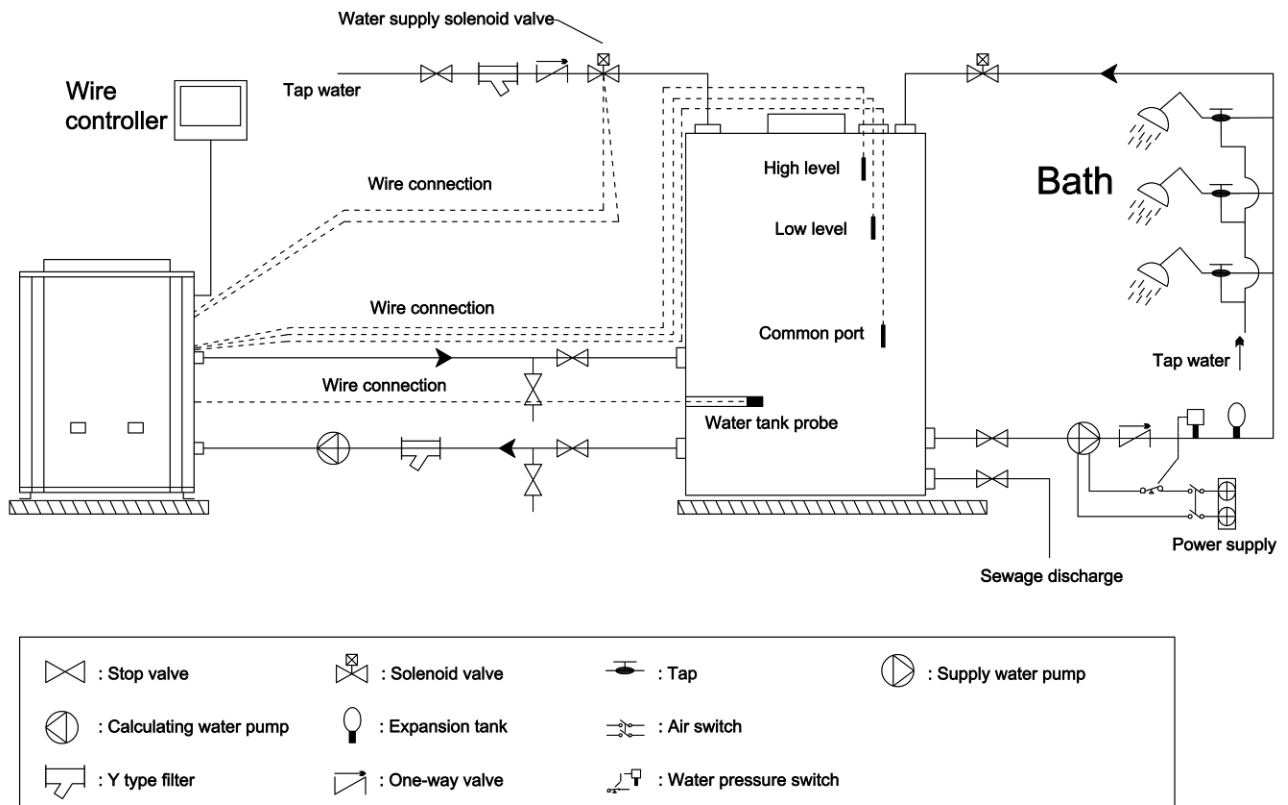 Water supply solenoid valve
Tap water
Wire
controller
Wire connection
High level
Bath
Low level
Wire connection
Common port
Tap water
Wire connection
Water tank probe
Power supply
Sewage discharge
: Stop valve
: Solenoid valve
: Tap
: Supply water pump
: Calculating water pump
: Expansion tank
: Air switch
: Y type filter
: One-way valve
: Water pressure switch